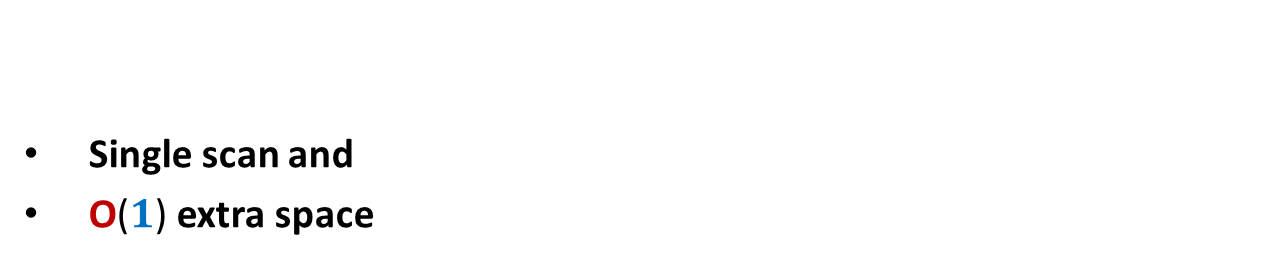 • Single scan and
• O(1) extra space